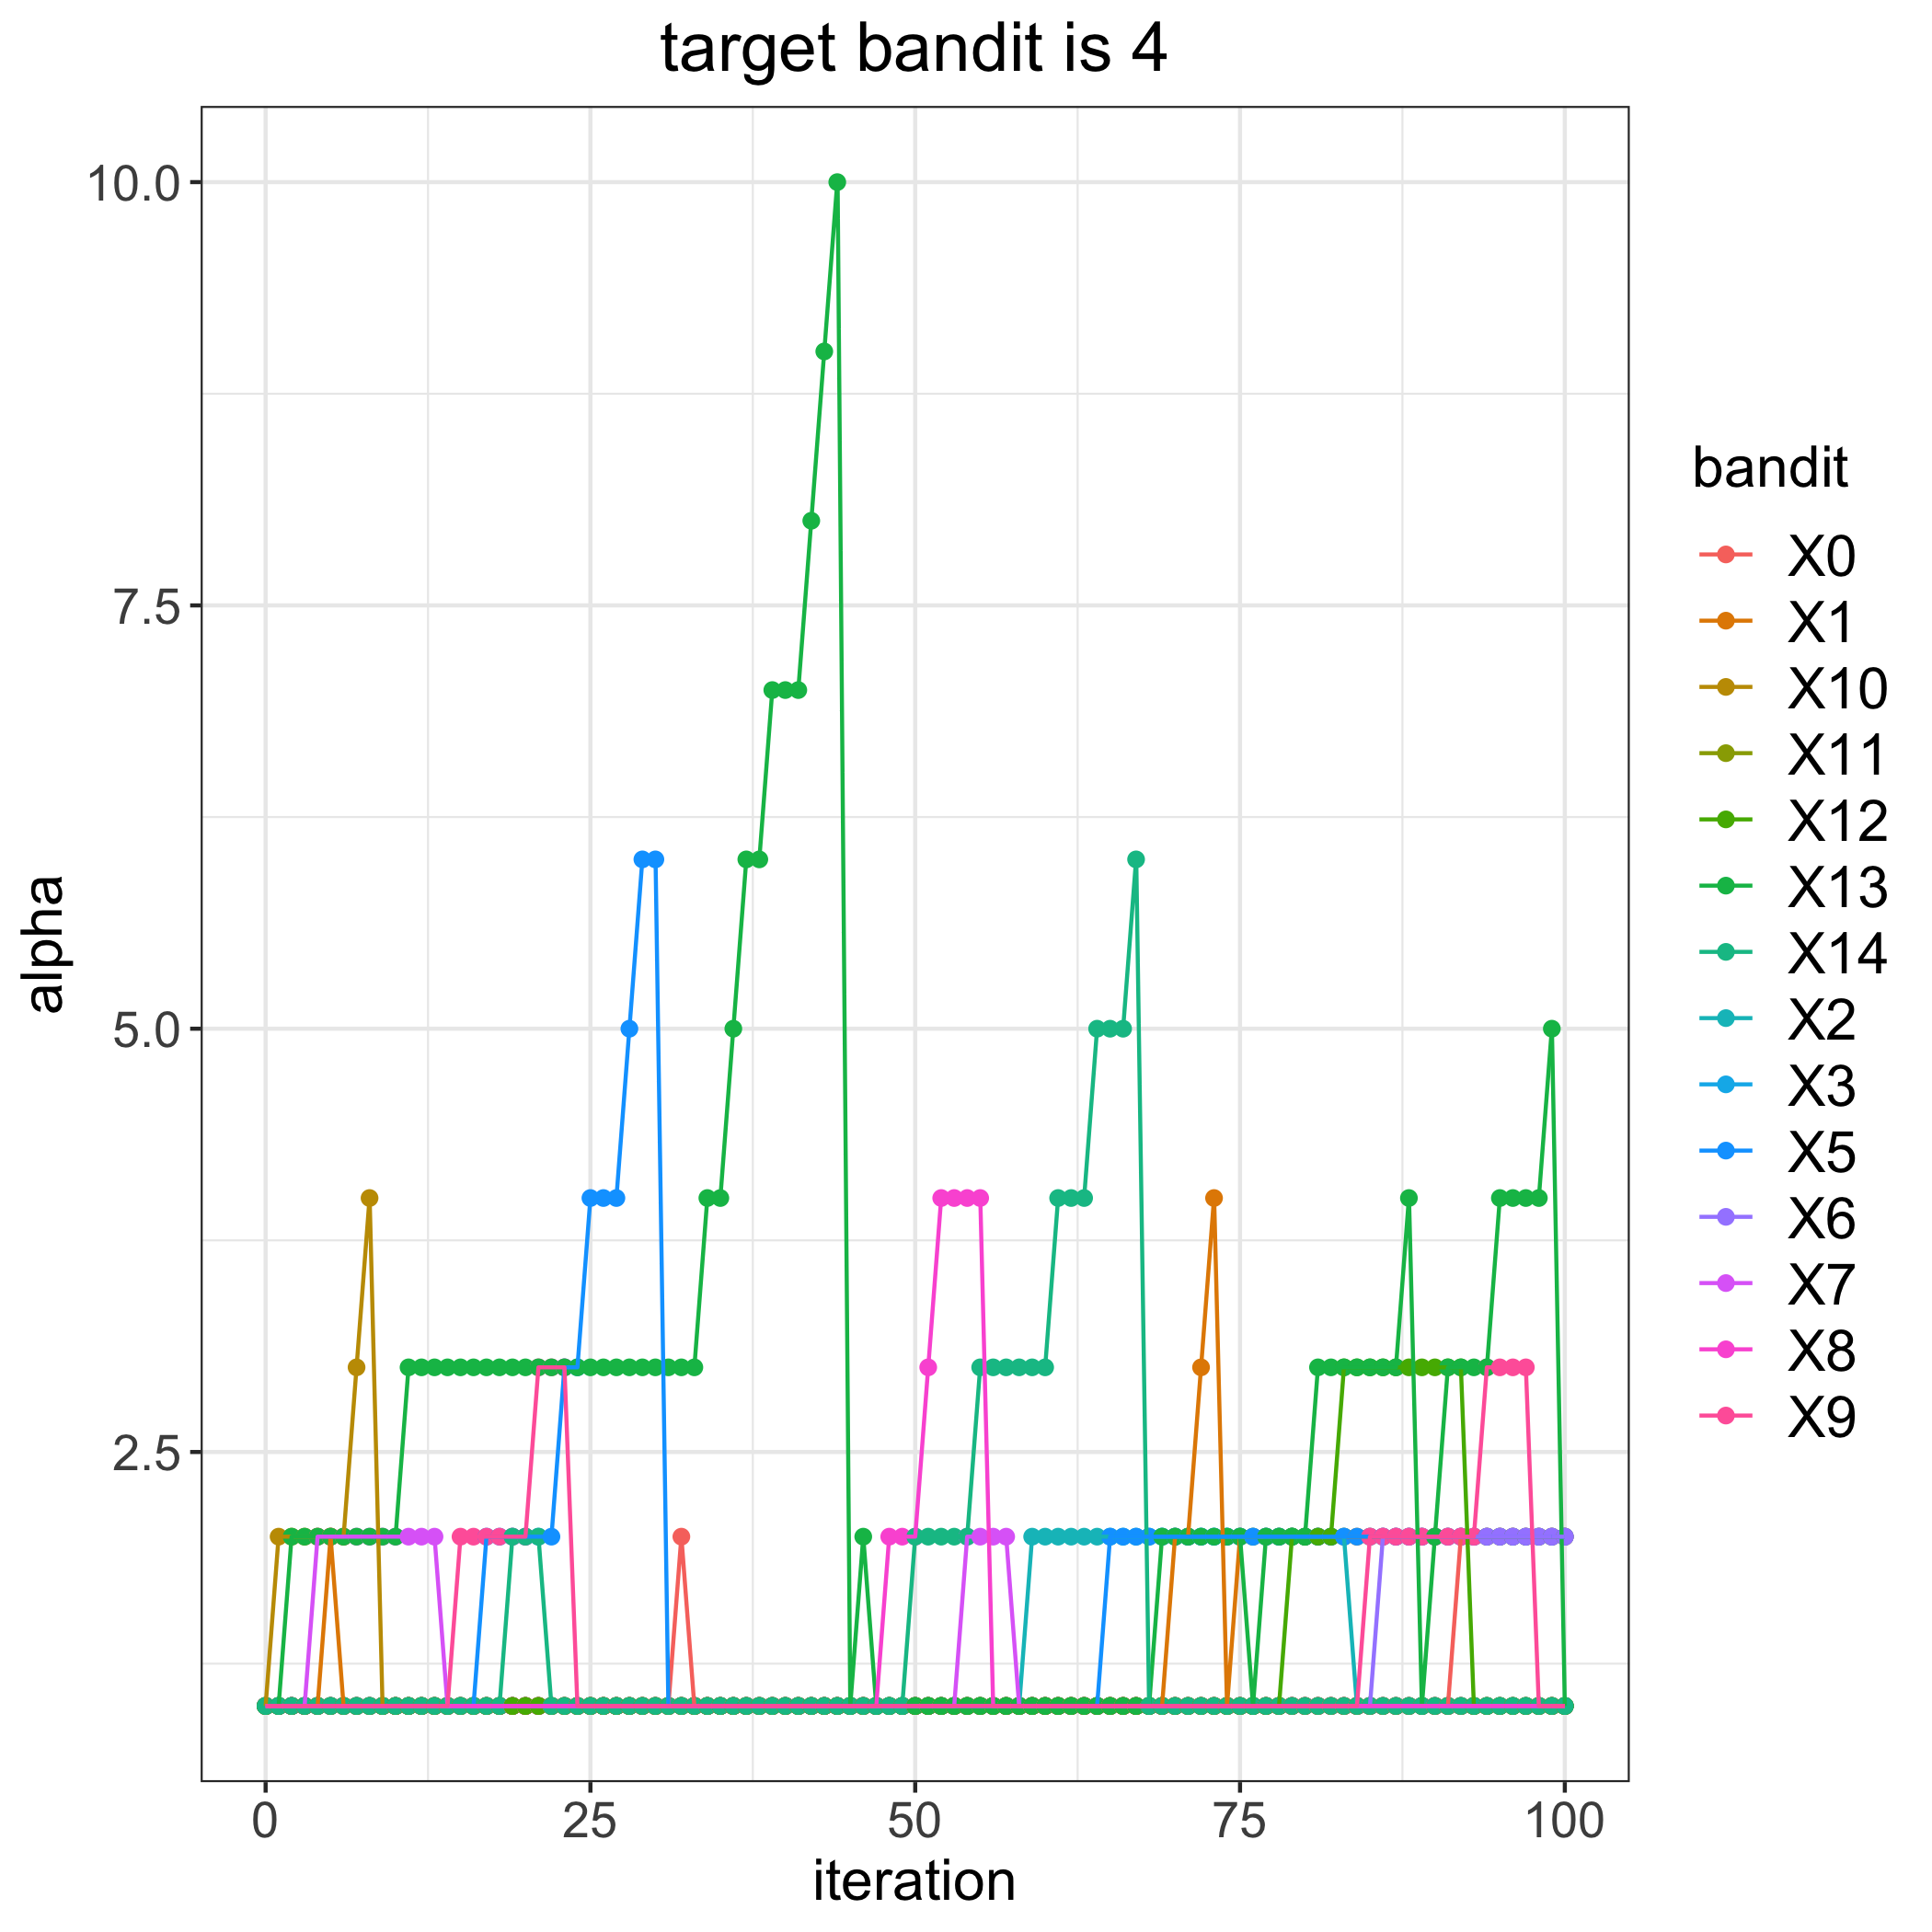 target bandit is 4
10.0
7.5
5.0
2.5
alpha
0 25 50 75 100
iteration
bandit
X0
X1
X10
X11
X12
X13
X14
X2
X3
X5
X6
X7
X8
X9